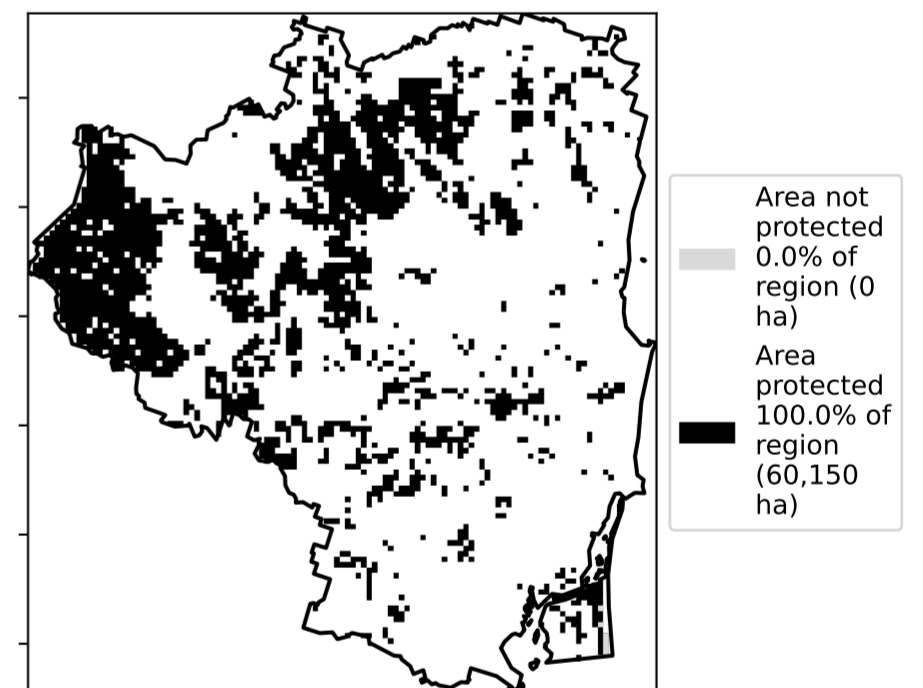 Area not
protected
0.0% of
region (0
ha)
Area
protected
100.0% of
region
(60,150
ha)